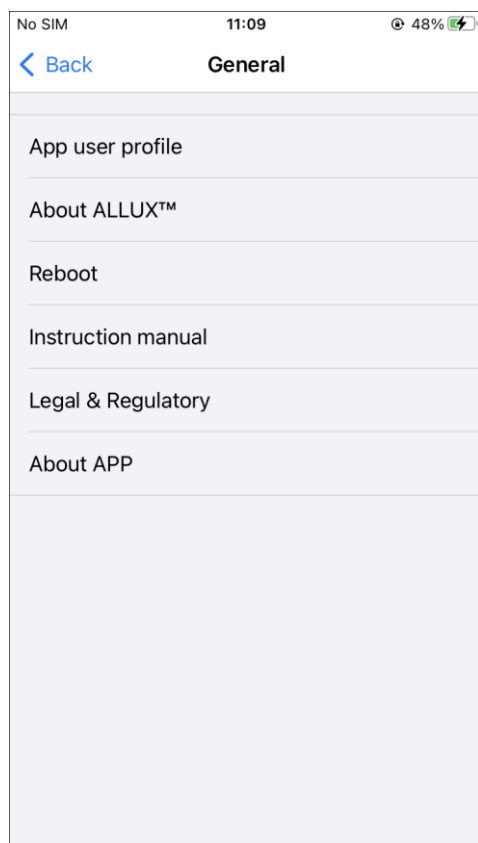 No SIM 11:09 48%
Back General
App user profile
About ALLUX™
Reboot
Instruction manual
Legal & Regulatory
About APP